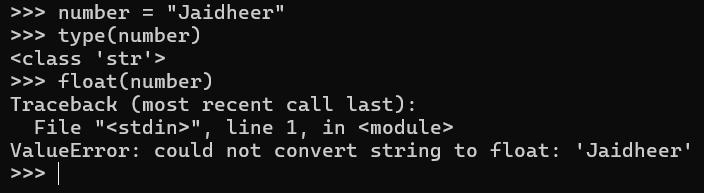 >>> number = "Jaidheer"
>>> type(number)
<class 'str'>
>>> float(number)
Traceback (most recent call last):
  File "<stdin>", line 1, in <module>
ValueError: could not convert string to float: 'Jaidheer'
>>>